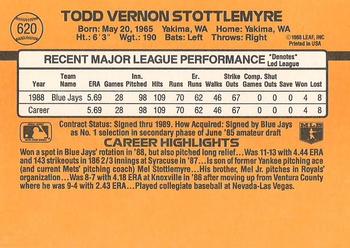 620
TODD VERNON STOTTLEMYRE
Born: May 20, 1965 Yakima, WA Home: Yakima, WA
Ht: 6'3" Wgt.: 190 Bats: Left Throws: Right
© 1988 LEAF, INC
PRINTED IN USA
RECENT MAJOR LEAGUE PERFORMANCE
*Denotes* Led League
Year Team Name ERA Games Inn. Pitched Hits Runs Er. Runs Walks Strike Outs Shut Outs Saves Won Lost
1988 Blue Jays 5.69 28 98 109 70 62 46 67 0 0 4 8
Career 5.69 28 98 109 70 62 46 67 0 0 4 8
Contract Status: Signed thru 1989. How Acquired: Signed by Blue Jays
as No. 1 selection in secondary phase of June '85 amateur draft
CAREER HIGHLIGHTS
Won a spot in Blue Jays' rotation in '88, but also pitched long relief... Was 11-13 with 4.44 ERA
and 143 strikeouts in 186 2/3 innings at Syracuse in '87... Is son of former Yankee pitching ace
(and current Mets' pitching coach) Mel Stottlemyre... His brother, Mel Jr. pitches in Royals'
organization. Was 8-7 with 4.18 ERA at Knoxville in '86 after moving up from Ventura County
where he was 9-4 with 2.43 ERA... Played collegiate baseball at Nevada-Las Vegas.